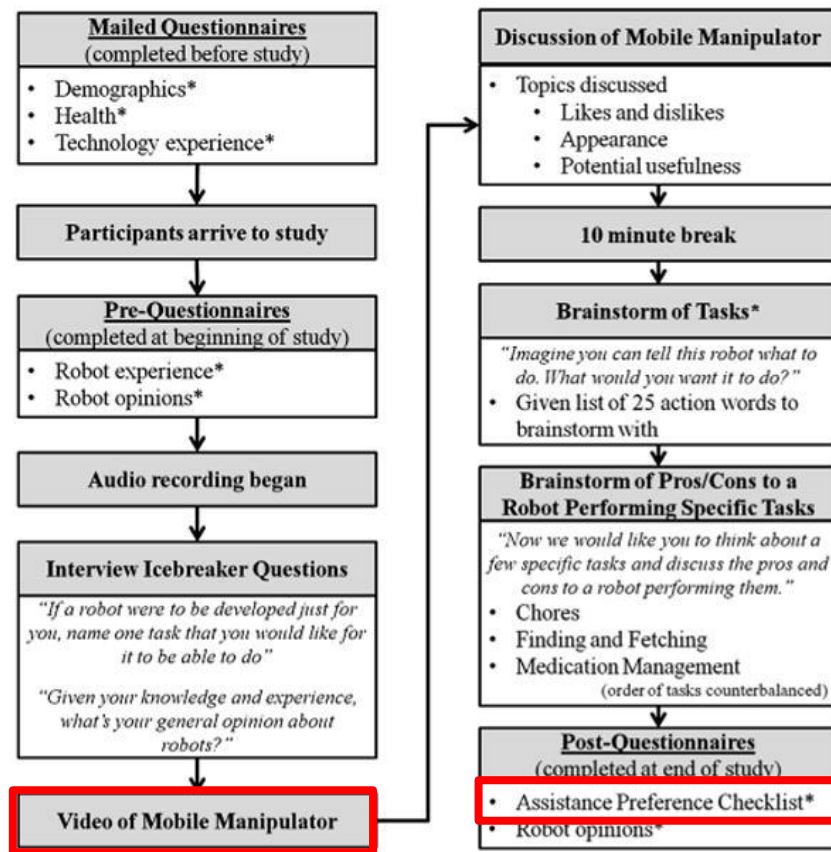 Mailed Questionnaires
(completed before study)
• Demographics*
• Health*
• Technology experience*
Participants arrive to study
Pre-Questionnaires
(completed at beginning of study)
• Robot experience*
• Robot opinions*
Audio recording began
Interview Icebreaker Questions
“If a robot were to be developed just for
you, name one task that you would like for
it to be able to do”
“Given your knowledge and experience,
what’s your general opinion about
robots?”
Video of Mobile Manipulator
Discussion of Mobile Manipulator
• Topics discussed
• Likes and dislikes
• Appearance
• Potential usefulness
10 minute break
Brainstorm of Tasks*
“Imagine you can tell this robot what to
do. What would you want it to do?”
• Given list of 25 action words to
brainstorm with
Brainstorm of Pros/Cons to a
Robot Performing Specific Tasks
“Now we would like you to think about a
few specific tasks and discuss the pros and
cons to a robot performing them.”
• Chores
• Finding and Fetching
• Medication Management
(order of tasks counterbalanced)
Post-Questionnaires
(completed at end of study)
• Assistance Preference Checklist*
• Robot opinions*